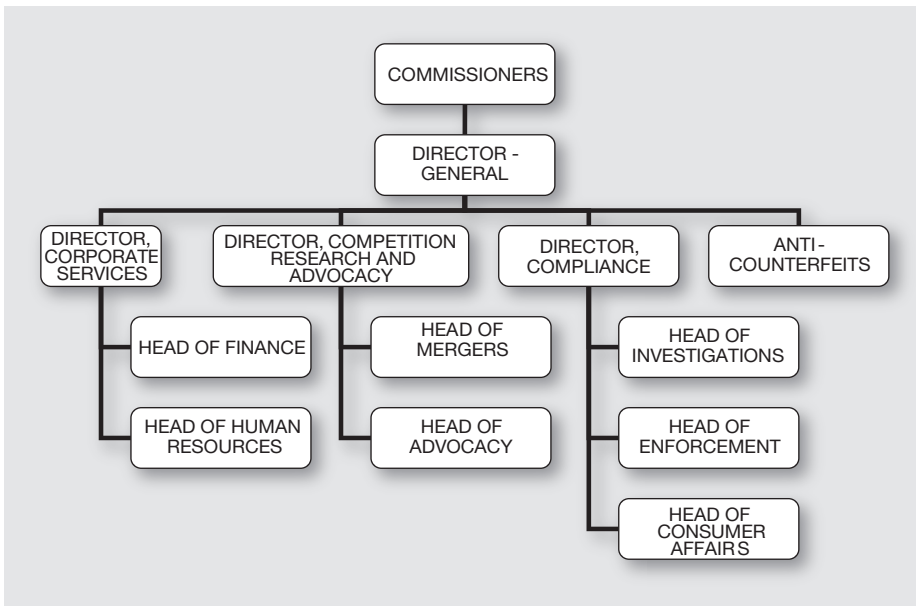 COMMISSIONERS
DIRECTOR -
GENERAL
DIRECTOR,
CORPORATE
SERVICES
DIRECTOR, COMPETITION
RESEARCH AND
ADVOCACY
DIRECTOR,
COMPLIANCE
ANTI-
COUNTERFEITS
HEAD OF FINANCE
HEAD OF
MERGERS
HEAD OF
INVESTIGATIONS
HEAD OF HUMAN
RESOURCES
HEAD OF
ADVOCACY
HEAD OF
ENFORCEMENT
HEAD OF
CONSUMER
AFFAIRS